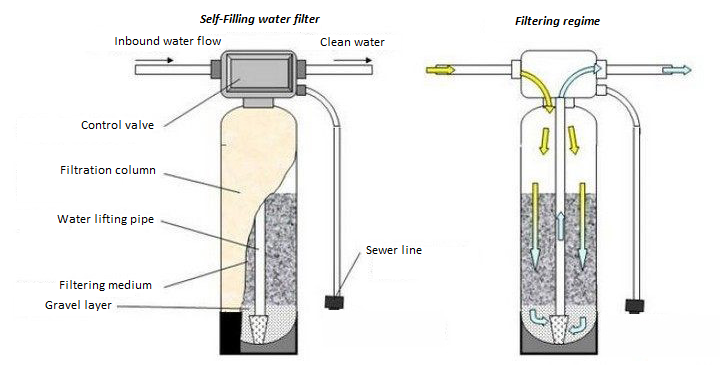 Self-Filling water filter
Filtering regime
Inbound water flow
Clean water
Control valve
Filtration column
Water lifting pipe
Sewer line
Filtering medium
Gravel layer